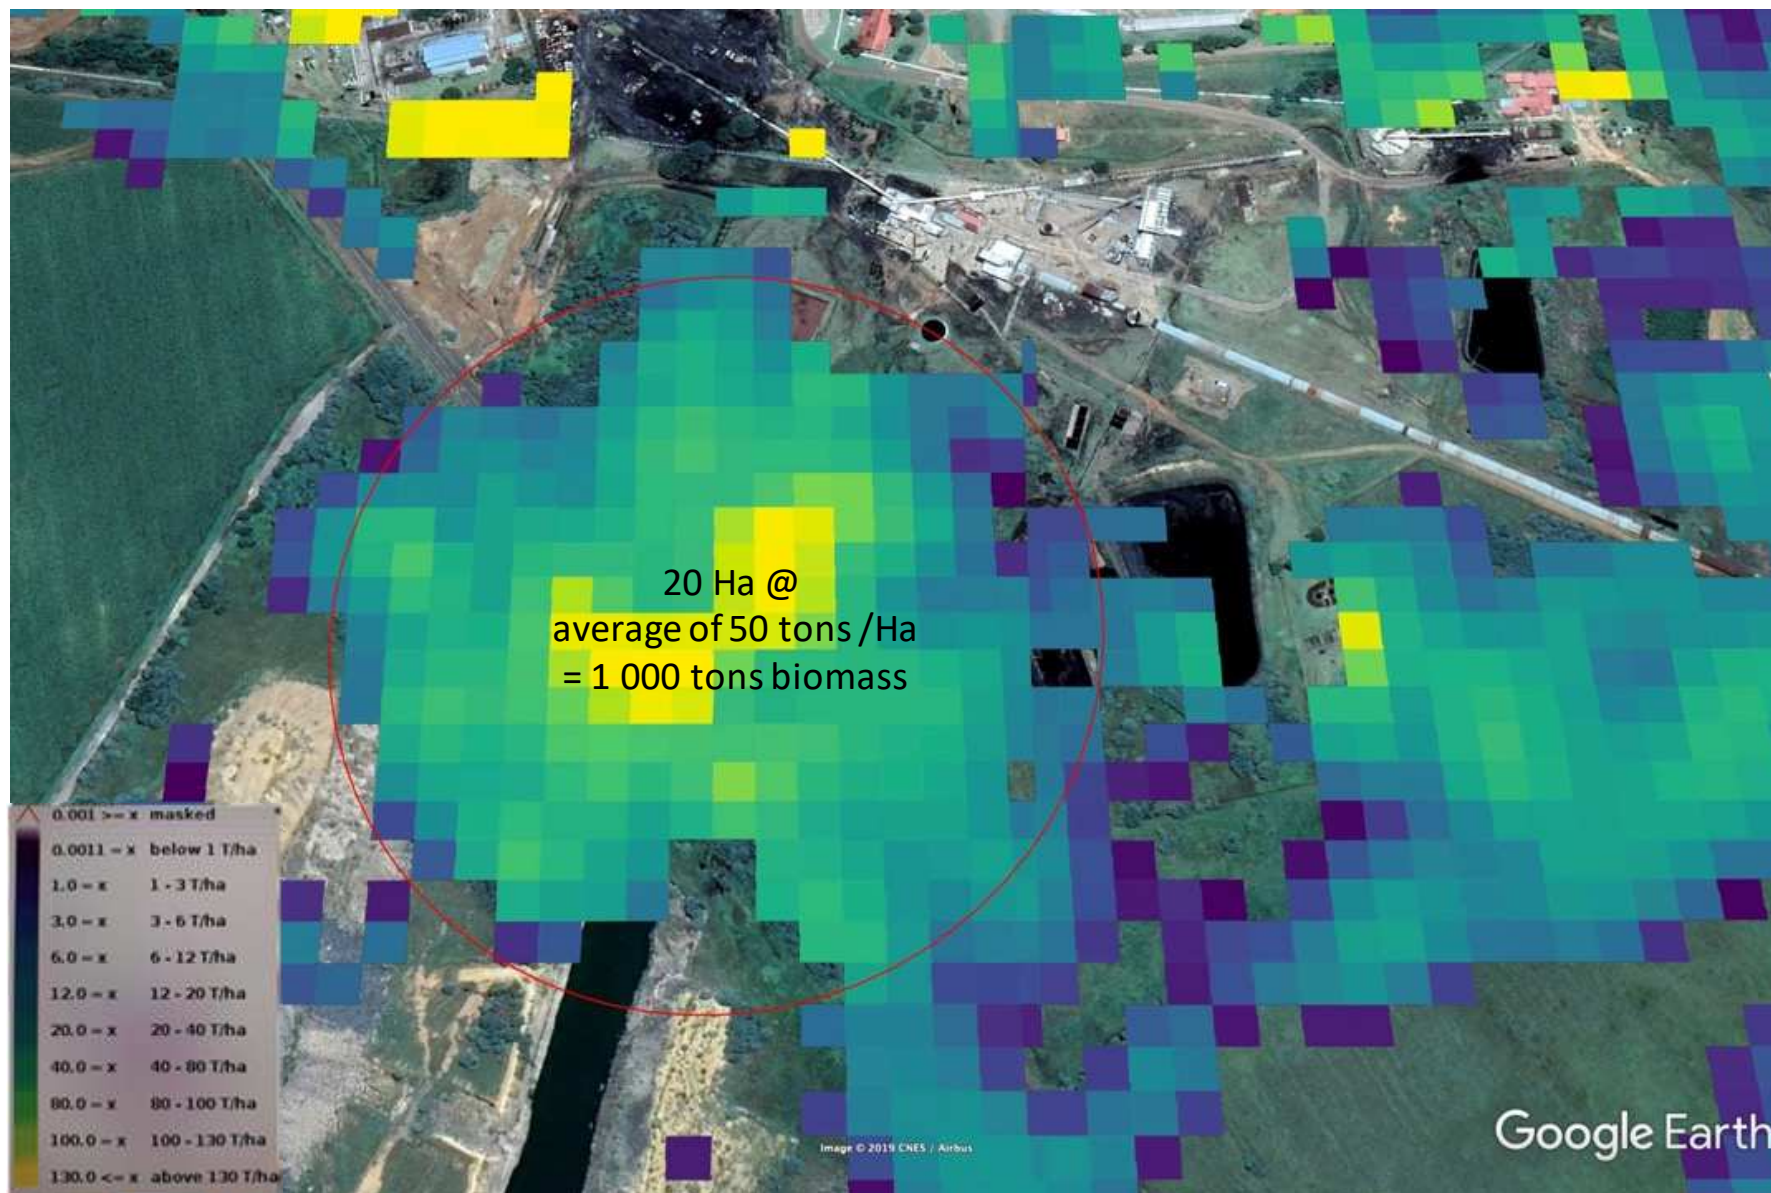 20 Ha @
average of 50 tons /Ha
= 1 000 tons biomass
0.001 >= x masked
0.0011 = x below 1 T/ha
1.0 = x 1 - 3 T/ha
3.0 = x 3 - 6 T/ha
6.0 = x 6 - 12 T/ha
12.0 = x 12 - 20 T/ha
20.0 = x 20 - 40 T/ha
40.0 = x 40 - 80 T/ha
80.0 = x 80 - 100 T/ha
100.0 = x 100 - 130 T/ha
130.0 <= x above 130 T/ha
Image © 2019 CNES / Airbus
Google Earth